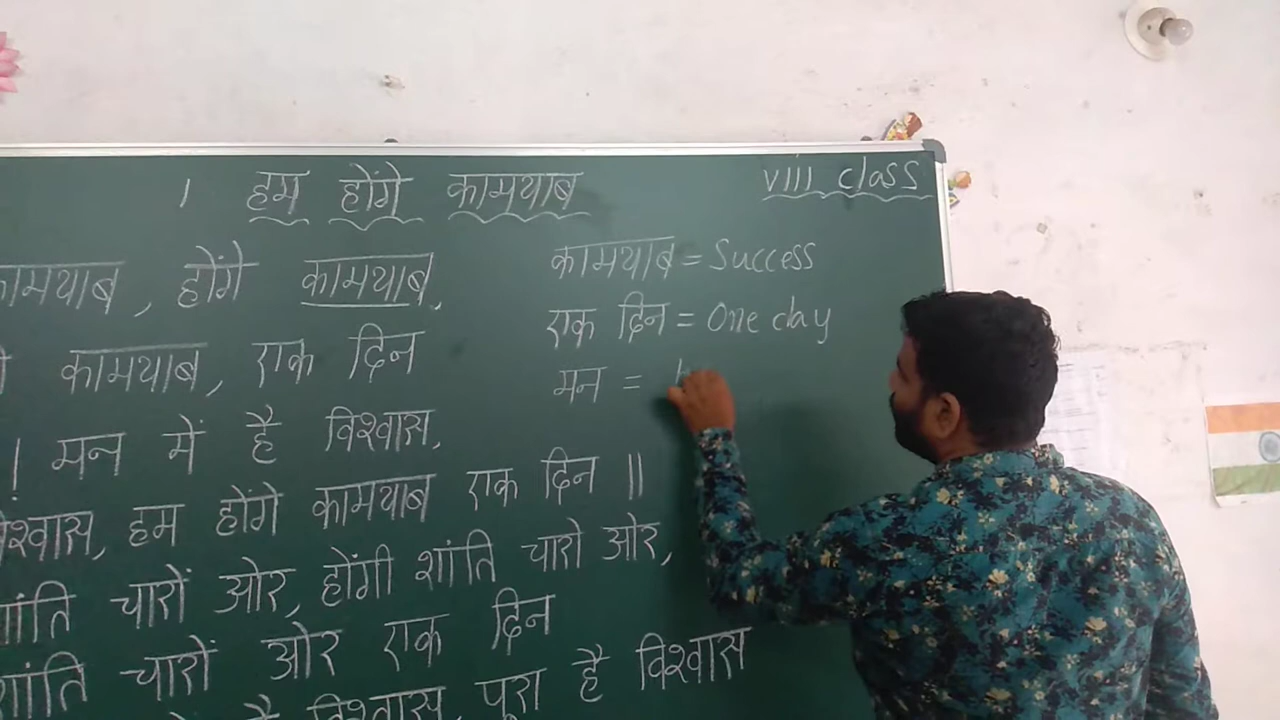 । हम होंगे कामयाब
viii class
कामयाब, होंगे कामयाब,
कामयाब, एक दिन
! मन में है विश्वास,
विश्वास, हम होंगे कामयाब एक दिन ॥
शांति चारों ओर, होंगी शांति चारो ओर,
शांति चारों ओर एक दिन
है विश्वास, पूरा है विश्वास
कामयाब = Success
एक दिन = One day
मन =